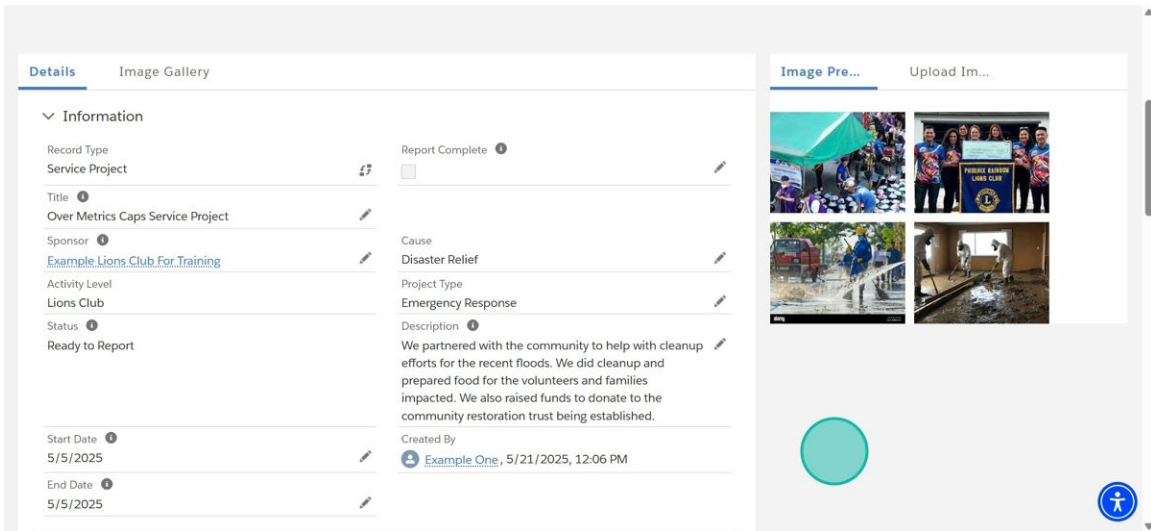 Details
Image Gallery
Image Pre...
Upload Im...
Information
Record Type
Service Project
Report Complete
Title
Over Metrics Caps Service Project
Sponsor
Example Lions Club For Training
Cause
Disaster Relief
Activity Level
Lions Club
Project Type
Emergency Response
Status
Ready to Report
Description
We partnered with the community to help with cleanup
efforts for the recent floods. We did cleanup and
prepared food for the volunteers and families
impacted. We also raised funds to donate to the
community restoration trust being established.
Start Date
5/5/2025
Created By
Example One, 5/21/2025, 12:06 PM
End Date
5/5/2025
PHOENIX RAINBOW
LIONS CLUB
alamy